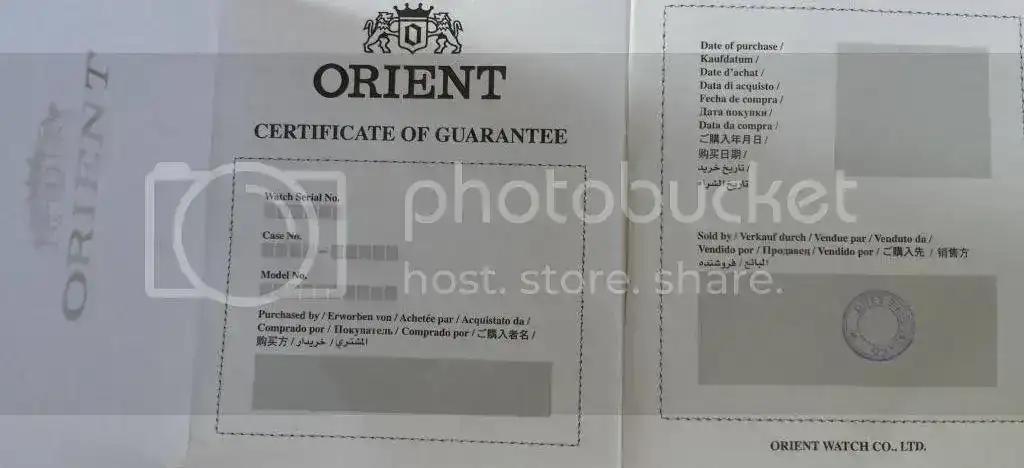 ORIENT
ORIENT
CERTIFICATE OF GUARANTEE
Watch Serial No.
Case No.
Model No.
Purchased by / Erworben von / Achetée par / Acquistato da /
Comprado por / Покупатель / Comprado por / ご購入者名 /
购买方 / خریدار / المشتري
Date of purchase /
Kaufdatum /
Date d'achat /
Data di acquisto /
Fecha de compra /
Дата покупки /
Data da compra /
ご購入年月日 /
购买日期 /
تاریخ خرید /
تاريخ الشراء
Sold by / Verkauf durch / Vendue par / Venduto da /
Vendido por / Продавец / Vendido por / ご購入先 / 销售方
البائع / فروشنده
ORIENT WATCH CO., LTD.
photobucket
host. store. share.